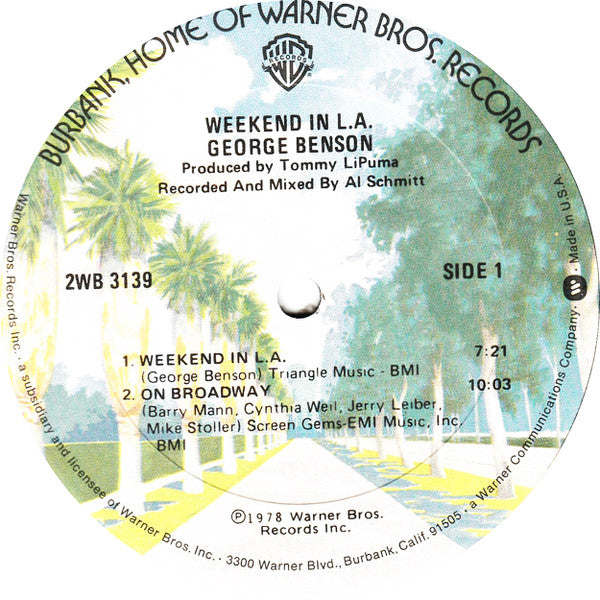 BURBANK, HOME OF WARNER BROS. RECORDS
WB
RECORDS
WEEKEND IN L.A.
GEORGE BENSON
Produced by Tommy LiPuma
Recorded And Mixed By Al Schmitt
2WB 3139
SIDE 1
1. WEEKEND IN L.A. 7:21
(George Benson) Triangle Music - BMI
2. ON BROADWAY 10:03
(Barry Mann, Cynthia Weil, Jerry Leiber,
Mike Stoller) Screen Gems-EMI Music, Inc.
BMI
℗1978 Warner Bros.
Records Inc.
Warner Bros. Records Inc. · a subsidiary and licensee of Warner Bros. Inc. · 3300 Warner Blvd., Burbank, Calif. 91505 · a Warner Communications Company · Made in U.S.A.